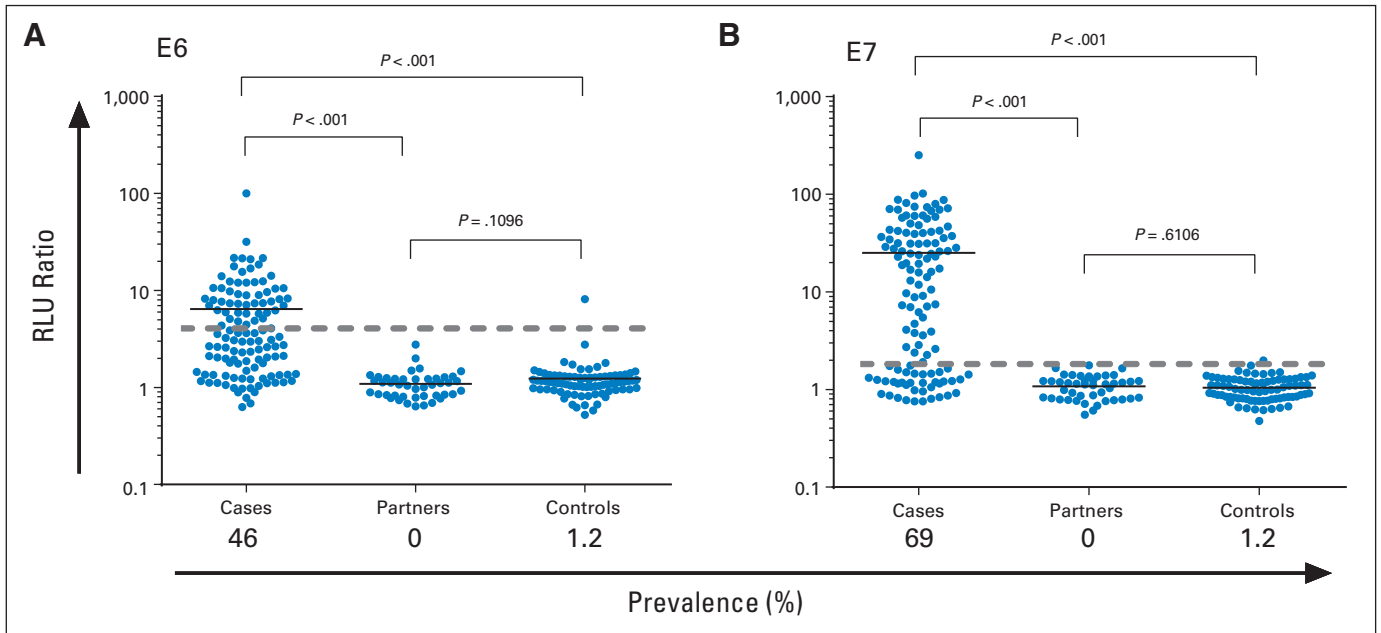 A
E6
P < .001
P < .001
P = .1096
1,000
100
10
1
0.1
RLU Ratio
Cases
Partners
Controls
46
0
1.2
B
E7
P < .001
P < .001
P = .6106
1,000
100
10
1
0.1
Cases
Partners
Controls
69
0
1.2
Prevalence (%)